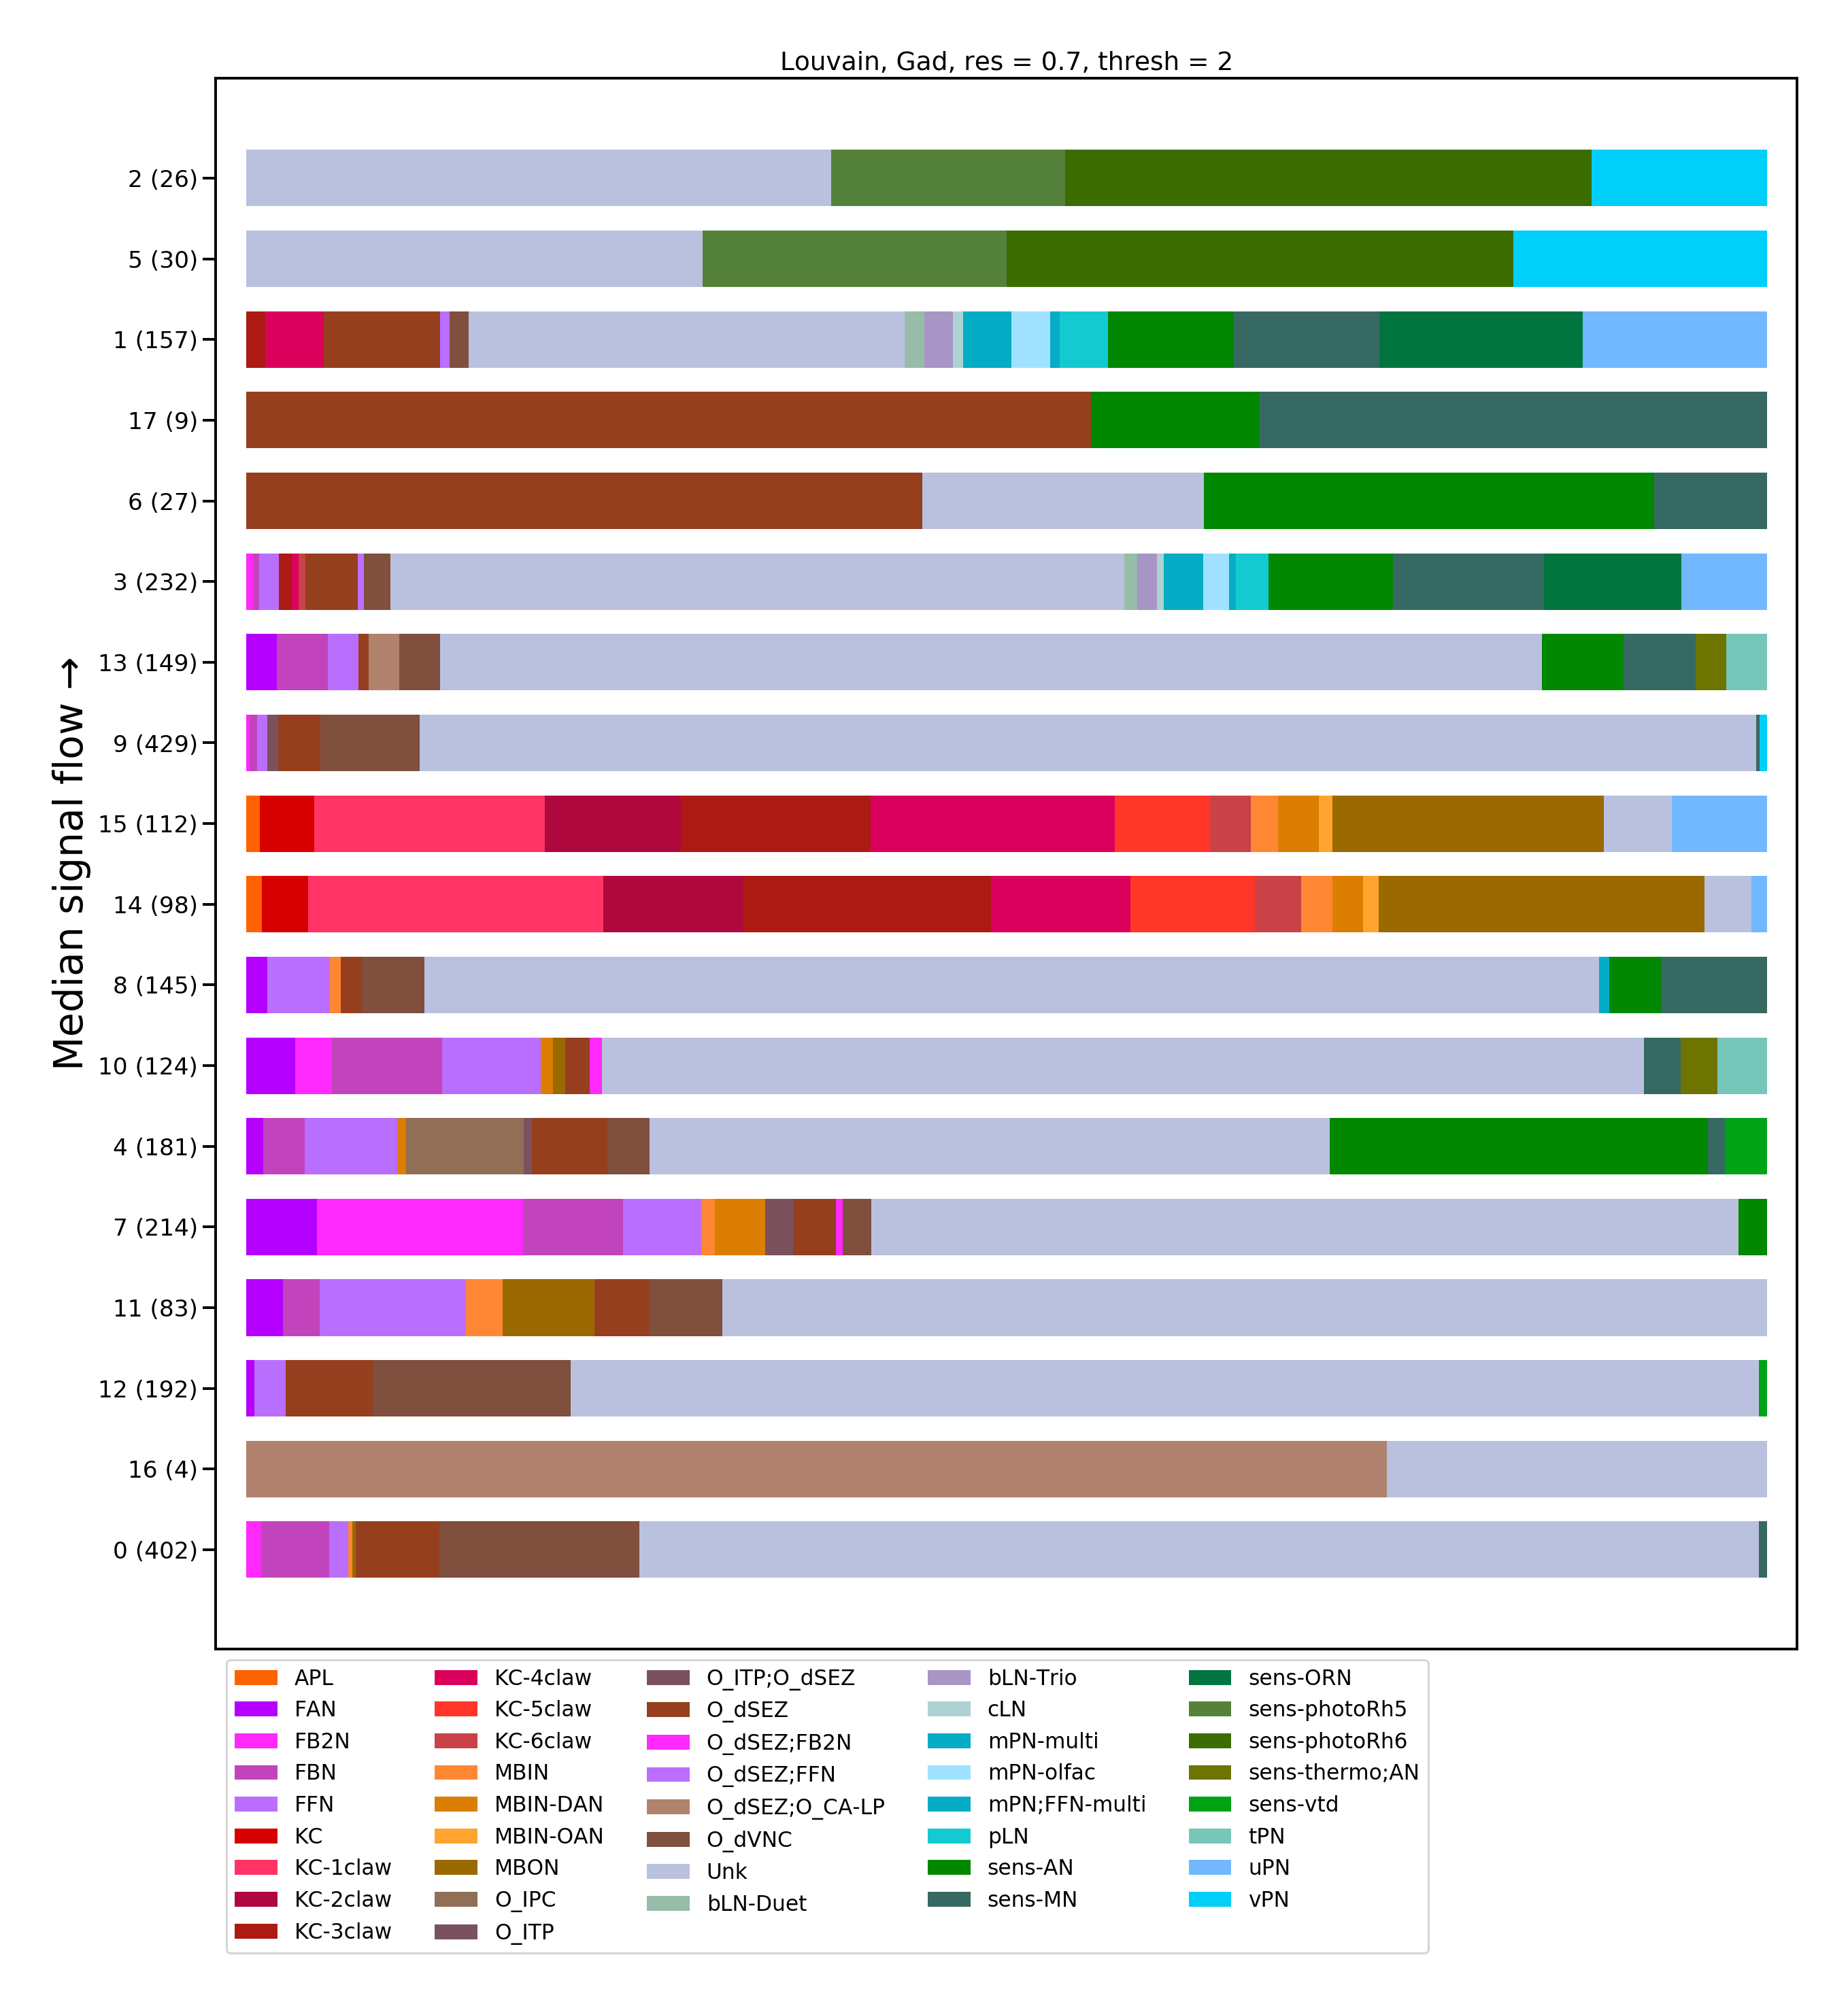 Louvain, Gad, res = 0.7, thresh = 2
Median signal flow →
2 (26)
5 (30)
1 (157)
17 (9)
6 (27)
3 (232)
13 (149)
9 (429)
15 (112)
14 (98)
8 (145)
10 (124)
4 (181)
7 (214)
11 (83)
12 (192)
16 (4)
0 (402)
APL
FAN
FB2N
FBN
FFN
KC
KC-1claw
KC-2claw
KC-3claw
KC-4claw
KC-5claw
KC-6claw
MBIN
MBIN-DAN
MBIN-OAN
MBON
O_IPC
O_ITP
O_ITP;O_dSEZ
O_dSEZ
O_dSEZ;FB2N
O_dSEZ;FFN
O_dSEZ;O_CA-LP
O_dVNC
Unk
bLN-Duet
bLN-Trio
cLN
mPN-multi
mPN-olfac
mPN;FFN-multi
pLN
sens-AN
sens-MN
sens-ORN
sens-photoRh5
sens-photoRh6
sens-thermo;AN
sens-vtd
tPN
uPN
vPN